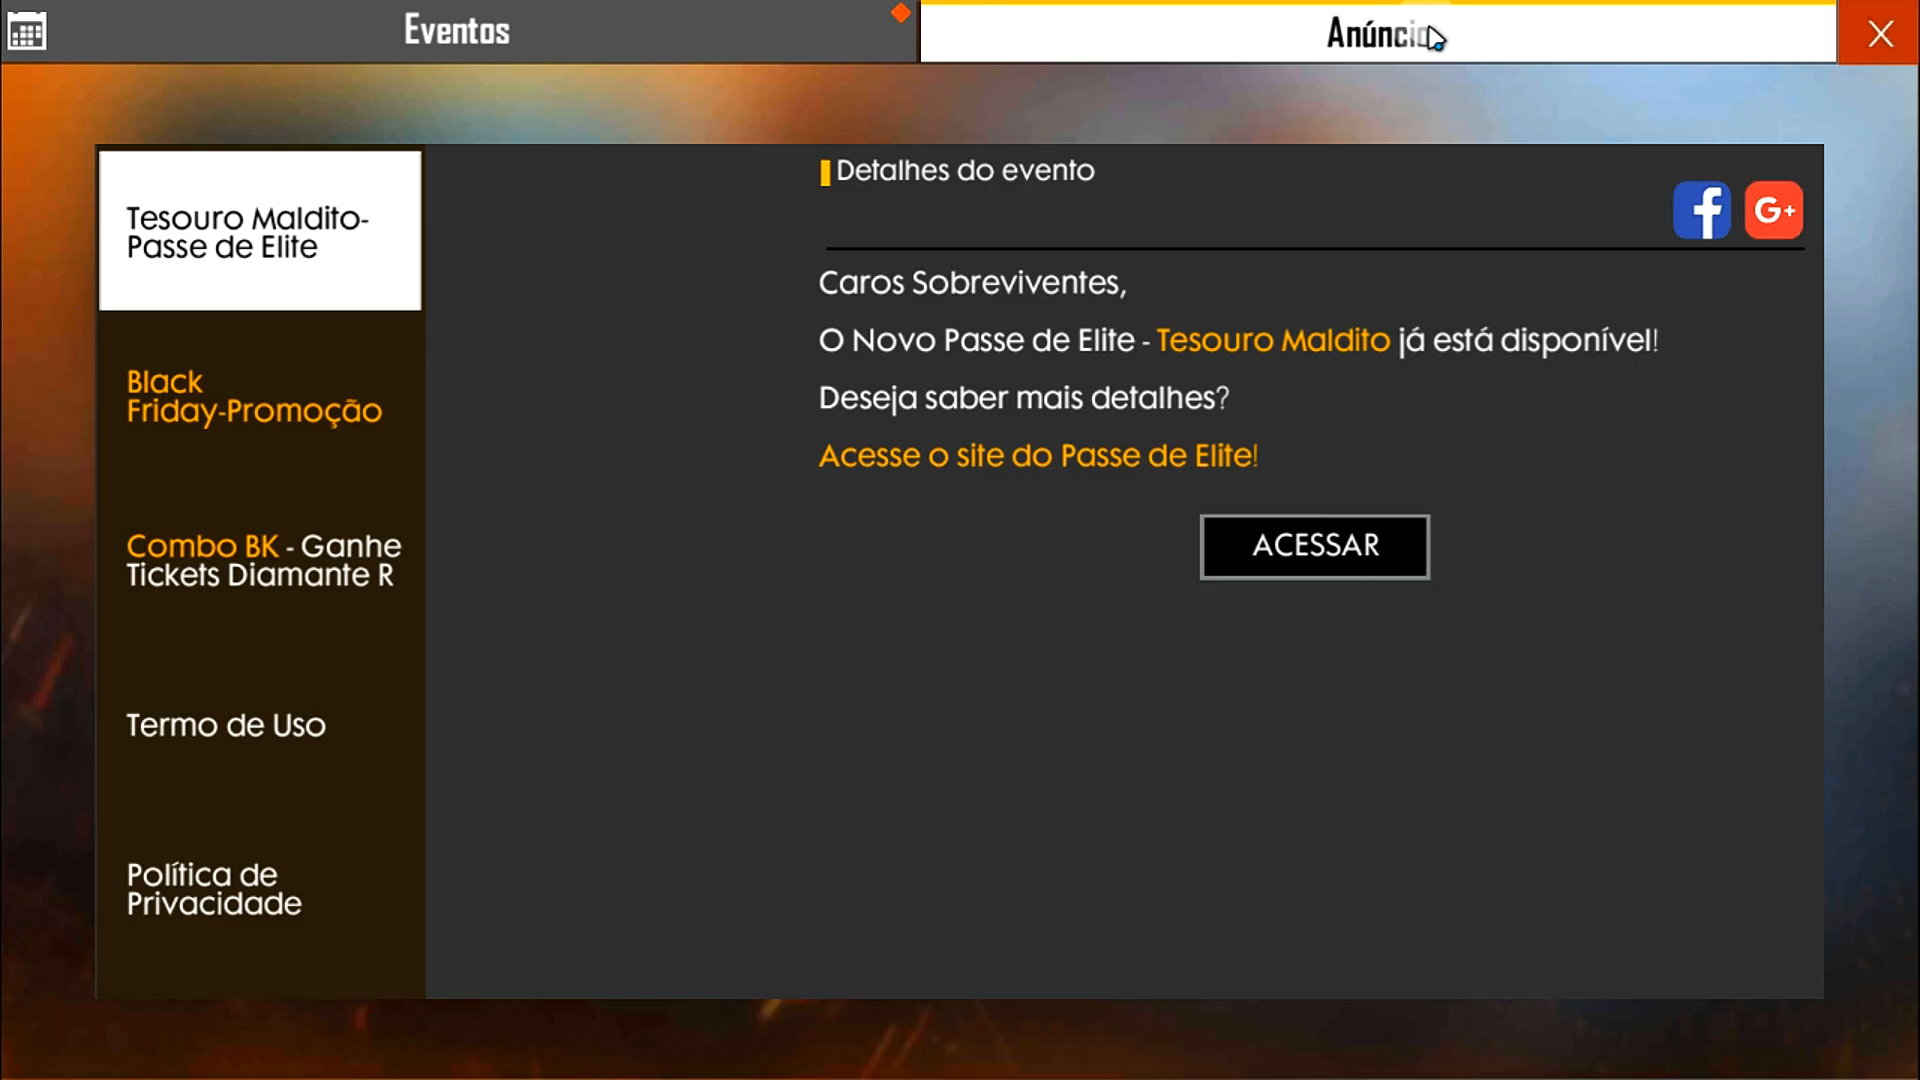 Eventos
Anúncio
Tesouro Maldito-
Passe de Elite
Black
Friday-Promoção
Combo BK - Ganhe
Tickets Diamante R
Termo de Uso
Política de
Privacidade
Detalhes do evento
f
G+
Caros Sobreviventes,
O Novo Passe de Elite - Tesouro Maldito já está disponível!
Deseja saber mais detalhes?
Acesse o site do Passe de Elite!
ACESSAR